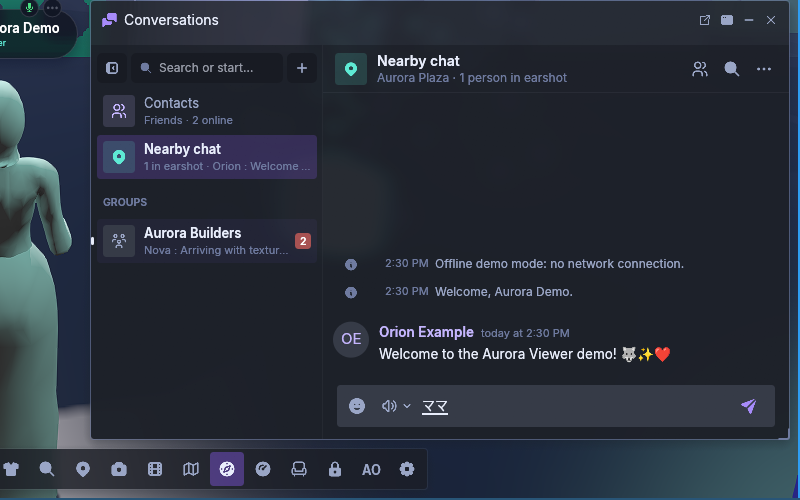 ora Demo
er
Conversations
Search or start...
Contacts
Friends · 2 online
Nearby chat
1 in earshot · Orion : Welcome ...
GROUPS
Aurora Builders
Nova : Arriving with textur...
2
Nearby chat
Aurora Plaza · 1 person in earshot
2:30 PM Offline demo mode: no network connection.
2:30 PM Welcome, Aurora Demo.
OE
Orion Example today at 2:30 PM
Welcome to the Aurora Viewer demo! 🐺✨❤️
ママ
AO